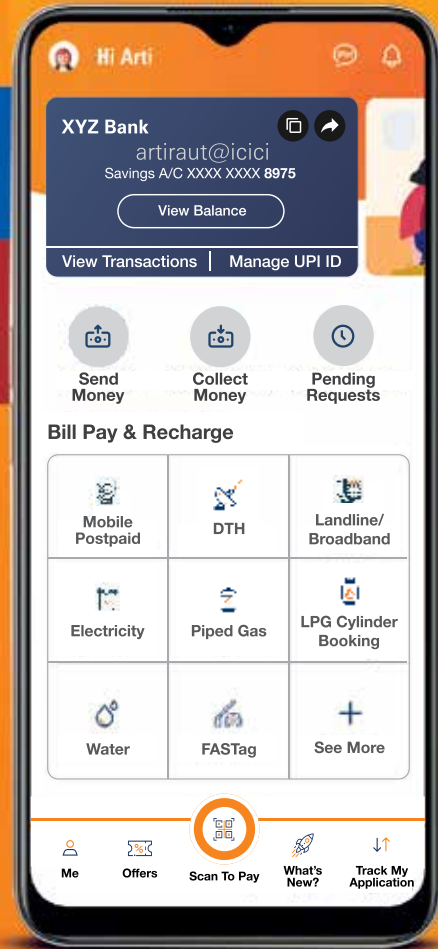 Hi Arti
XYZ Bank
artiraut@icici
Savings A/C XXXX XXXX 8975
View Balance
View Transactions | Manage UPI ID
Send
Money
Collect
Money
Pending
Requests
Bill Pay & Recharge
Mobile
Postpaid
DTH
Landline/
Broadband
Electricity
Piped Gas
LPG Cylinder
Booking
Water
FASTag
See More
Me
Offers
Scan To Pay
What's
New?
Track My
Application